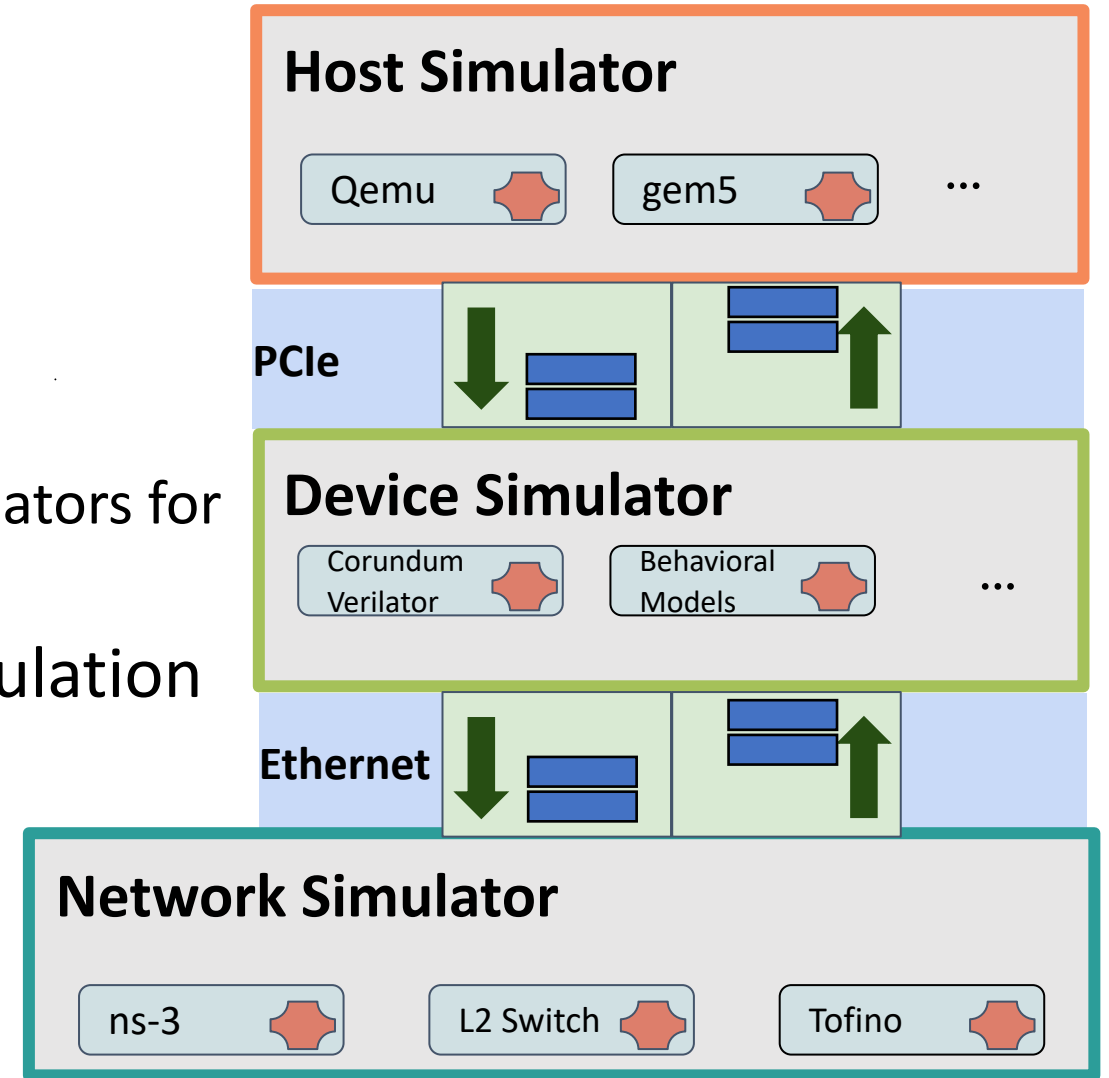 Host Simulator
Qemu
gem5
...
PCIe
ators for
Device Simulator
Corundum
Verilator
Behavioral
Models
...
ulation
Ethernet
Network Simulator
ns-3
L2 Switch
Tofino